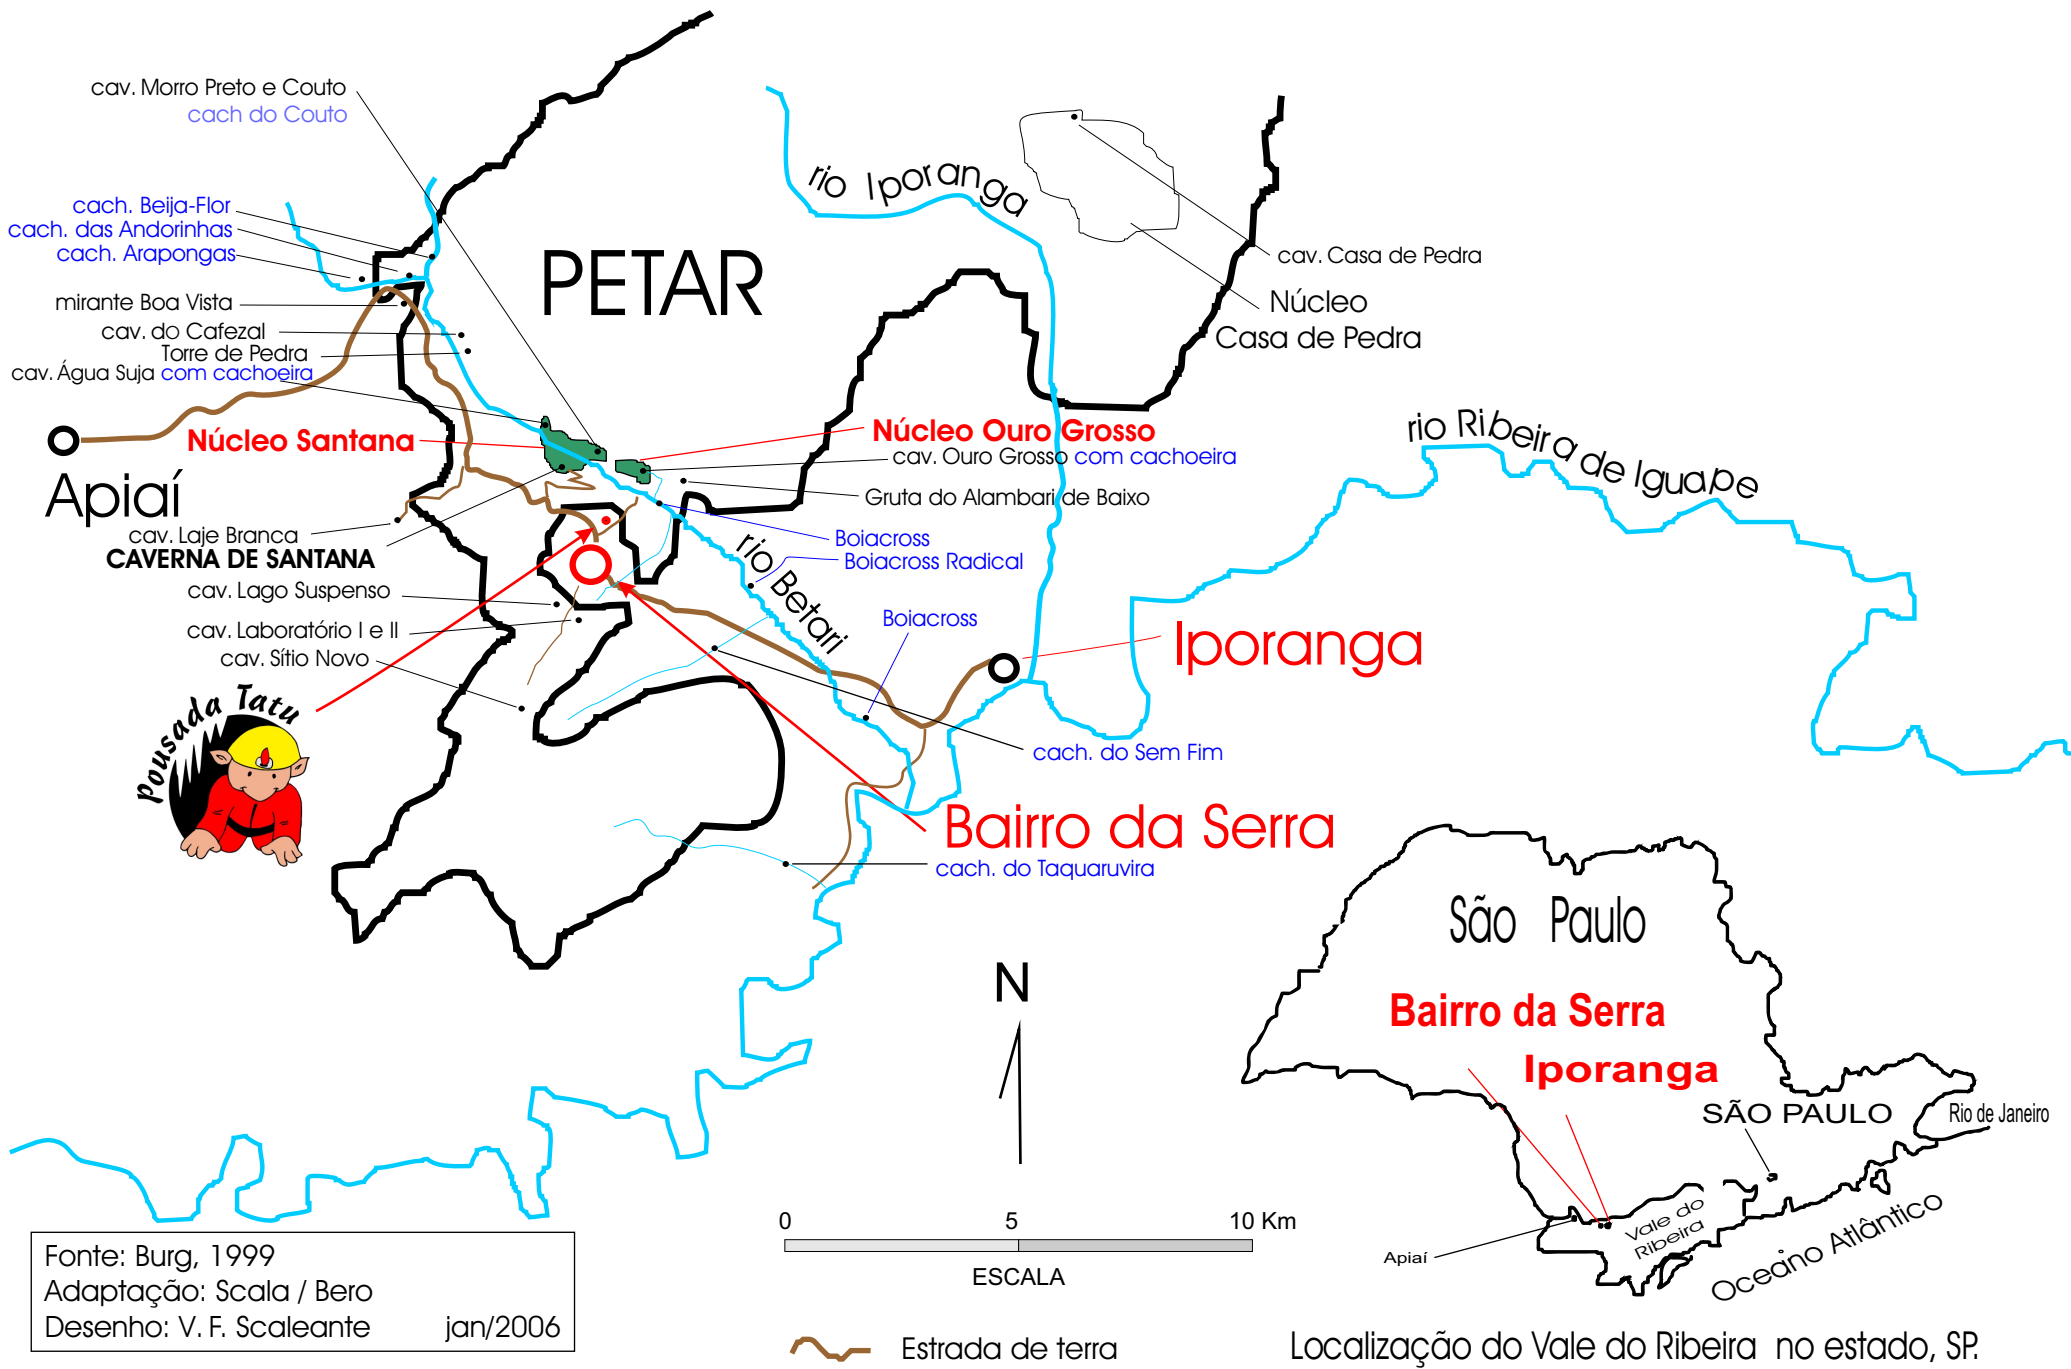 cav. Morro Preto e Couto
cach do Couto
rio Iporanga
cach. Beija-Flor
cach. das Andorinhas
cach. Arapongas
PETAR
cav. Casa de Pedra
mirante Boa Vista
Núcleo
Casa de Pedra
cav. do Cafezal
Torre de Pedra
cav. Água Suja com cachoeira
Núcleo Santana
Núcleo Ouro Grosso
rio Ribeira de Iguape
cav. Ouro Grosso com cachoeira
Apiaí
Gruta do Alambari de Baixo
cav. Laje Branca
Boiacross
CAVERNA DE SANTANA
Boiacross Radical
rio Betari
cav. Lago Suspenso
Boiacross
cav. Laboratório I e II
Iporanga
cav. Sítio Novo
Pousada Tatu
cach. do Sem Fim
Bairro da Serra
cach. do Taquaruvira
São Paulo
N
Bairro da Serra
Iporanga
SÃO PAULO
Rio de Janeiro
Vale do
Ribeira
Apiaí
Oceano Atlântico
0 5 10 Km
ESCALA
Fonte: Burg, 1999
Adaptação: Scala / Bero
Desenho: V. F. Scaleante jan/2006
Estrada de terra
Localização do Vale do Ribeira no estado, SP.